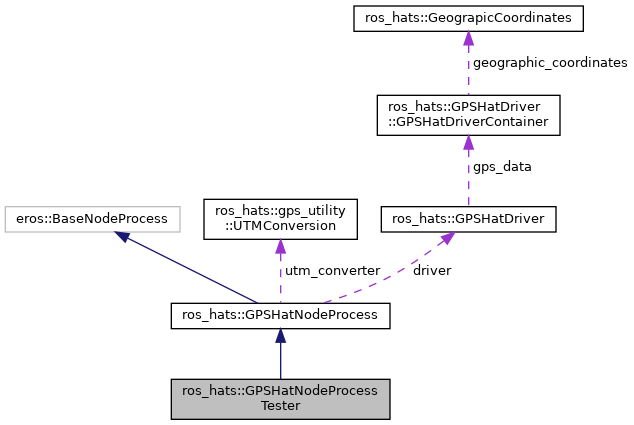 ros_hats::GeograpicCoordinates
geographic_coordinates
ros_hats::GPSHatDriver
::GPSHatDriverContainer
gps_data
eros::BaseNodeProcess
ros_hats::gps_utility
::UTMConversion
ros_hats::GPSHatDriver
utm_converter
driver
ros_hats::GPSHatNodeProcess
ros_hats::GPSHatNodeProcess
Tester